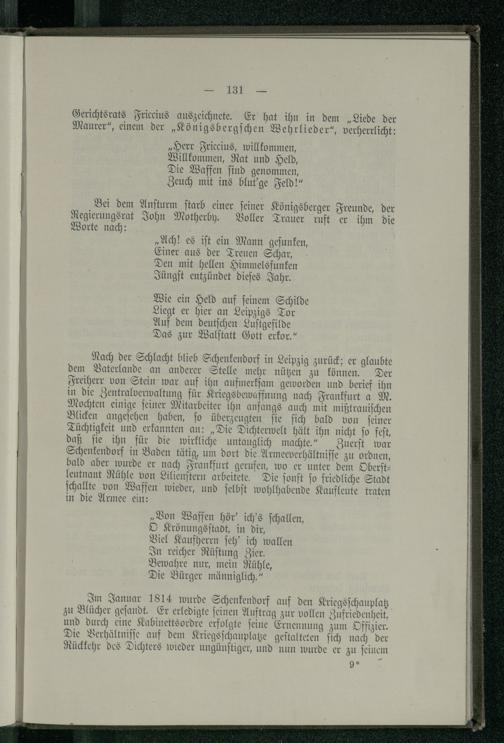 — 131 —
Gerichtsrats Friccius auszeichnete. Er hat ihn in dem „Liede der
Maurer“, einem der „Königsbergschen Wehrlieder“, verherrlicht:
„Herr Friccius, willkommen,
Willkommen, Rat und Held,
Die Waffen sind genommen,
Zeuch mit ins blut'ge Feld!“
Bei dem Ansturm starb einer seiner Königsberger Freunde, der
Regierungsrat John Motherby. Voller Trauer ruft er ihm die
Worte nach:
„Ach! es ist ein Mann gesunken,
Einer aus der Treuen Schar,
Den mit hellen Himmelsfunken
Jüngst entzündet dieses Jahr.
Wie ein Held auf seinem Schilde
Liegt er hier an Leipzigs Tor
Auf dem deutschen Lustgefilde
Das zur Walstatt Gott erkor.“
Nach der Schlacht blieb Schenkendorf in Leipzig zurück; er glaubte
dem Vaterlande an anderer Stelle mehr nützen zu können. Der
Freiherr von Stein war auf ihn aufmerksam geworden und berief ihn
in die Zentralverwaltung für Kriegsbewaffnung nach Frankfurt a M.
Mochten einige seiner Mitarbeiter ihn anfangs auch mit mißtrauischen
Blicken angesehen haben, so überzeugten sie sich bald von seiner
Tüchtigkeit und erkannten an: „Die Dichterwelt hält ihn nicht so fest,
daß sie ihn für die wirkliche untauglich machte.“ Zuerst war
Schenkendorf in Baden tätig, um dort die Armeeverhältnisse zu ordnen,
bald aber wurde er nach Frankfurt gerufen, wo er unter dem Oberst-
leutnant Rühle von Lilienstern arbeitete. Die sonst so friedliche Stadt
schallte von Waffen wieder, und selbst wohlhabende Kaufleute traten
in die Armee ein:
„Von Waffen hör' ich's schallen,
O Krönungsstadt, in dir,
Viel Kaufherrn seh' ich wallen
In reicher Rüstung Zier.
Bewahre nur, mein Rühle,
Die Bürger männiglich.“
Im Januar 1814 wurde Schenkendorf auf den Kriegsschauplatz
zu Blücher gesandt. Er erledigte seinen Auftrag zur vollen Zufriedenheit,
und durch eine Kabinettsordre erfolgte seine Ernennung zum Offizier.
Die Verhältnisse auf dem Kriegsschauplatze gestalteten sich nach der
Rückkehr des Dichters wieder ungünstiger, und nun wurde er zu seinem
9*